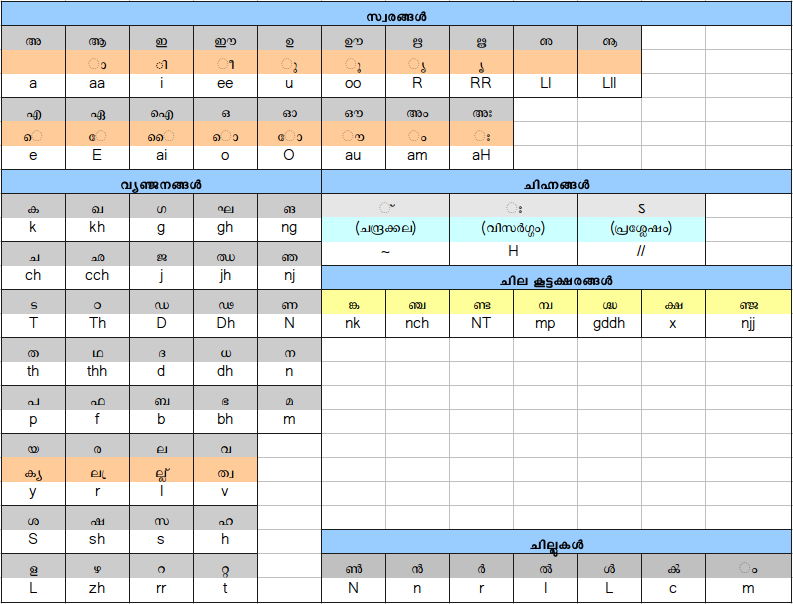 സ്വരങ്ങൾ
അ ആ ഇ ഈ ഉ ഊ ഋ ഋ ഌ ൡ
ാ ി ീ ു ൂ ൃ ൃ
a aa i ee u oo R RR Ll Lll
എ ഏ ഐ ഒ ഓ ഔ അം അഃ
െ േ ൈ ൊ ോ ൗ ം ഃ
e E ai o O au am aH
വ്യഞ്ജനങ്ങൾ ചിഹ്നങ്ങൾ
ക ഖ ഗ ഘ ങ ് ഃ ഽ
k kh g gh ng (ചന്ദ്രക്കല) (വിസർഗ്ഗം) (പ്രശ്ലേഷം)
ച ഛ ജ ഝ ഞ ~ H //
ch cch j jh nj ചില കൂട്ടക്ഷരങ്ങൾ
ട ഠ ഡ ഢ ണ ങ്ക ഞ്ച ണ്ട മ്പ ഗ്ദ്ധ ക്ഷ ഞ്ജ
T Th D Dh N nk nch NT mp gddh x njj
ത ഥ ദ ധ ന
th thh d dh n
പ ഫ ബ ഭ മ
p f b bh m
യ ര ല വ
ക്യ ല്ര ല്ല് ത്വ
y r l v
ശ ഷ സ ഹ
S sh s h ചില്ലുകൾ
ള ഴ റ റ്റ ൺ ൻ ർ ൽ ൾ ൿ ം
L zh rr t N n r l L c m